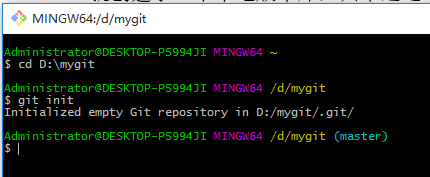 MINGW64:/d/mygit
Administrator@DESKTOP-PS994JI MINGW64 ~
$ cd D:\mygit
Administrator@DESKTOP-PS994JI MINGW64 /d/mygit
$ git init
Initialized empty Git repository in D:/mygit/.git/
Administrator@DESKTOP-PS994JI MINGW64 /d/mygit (master)
$